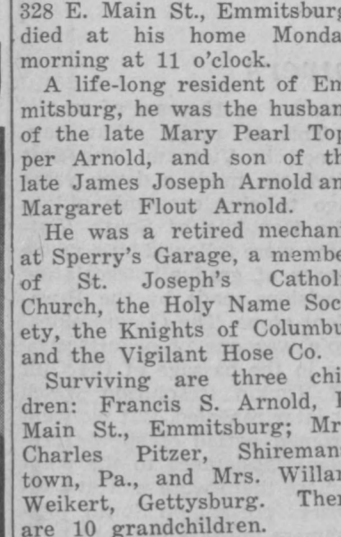 328 E. Main St., Emmitsburg
died at his home Monda
morning at 11 o'clock.
A life-long resident of Em
mitsburg, he was the husban
of the late Mary Pearl Top
per Arnold, and son of th
late James Joseph Arnold an
Margaret Flout Arnold.
He was a retired mechan
at Sperry's Garage, a membe
of St. Joseph's Cathol
Church, the Holy Name Soc
ety, the Knights of Columbu
and the Vigilant Hose Co.
Surviving are three chi
dren: Francis S. Arnold,
Main St., Emmitsburg; Mr
Charles Pitzer, Shireman
town, Pa., and Mrs. Willar
Weikert, Gettysburg. Ther
are 10 grandchildren.